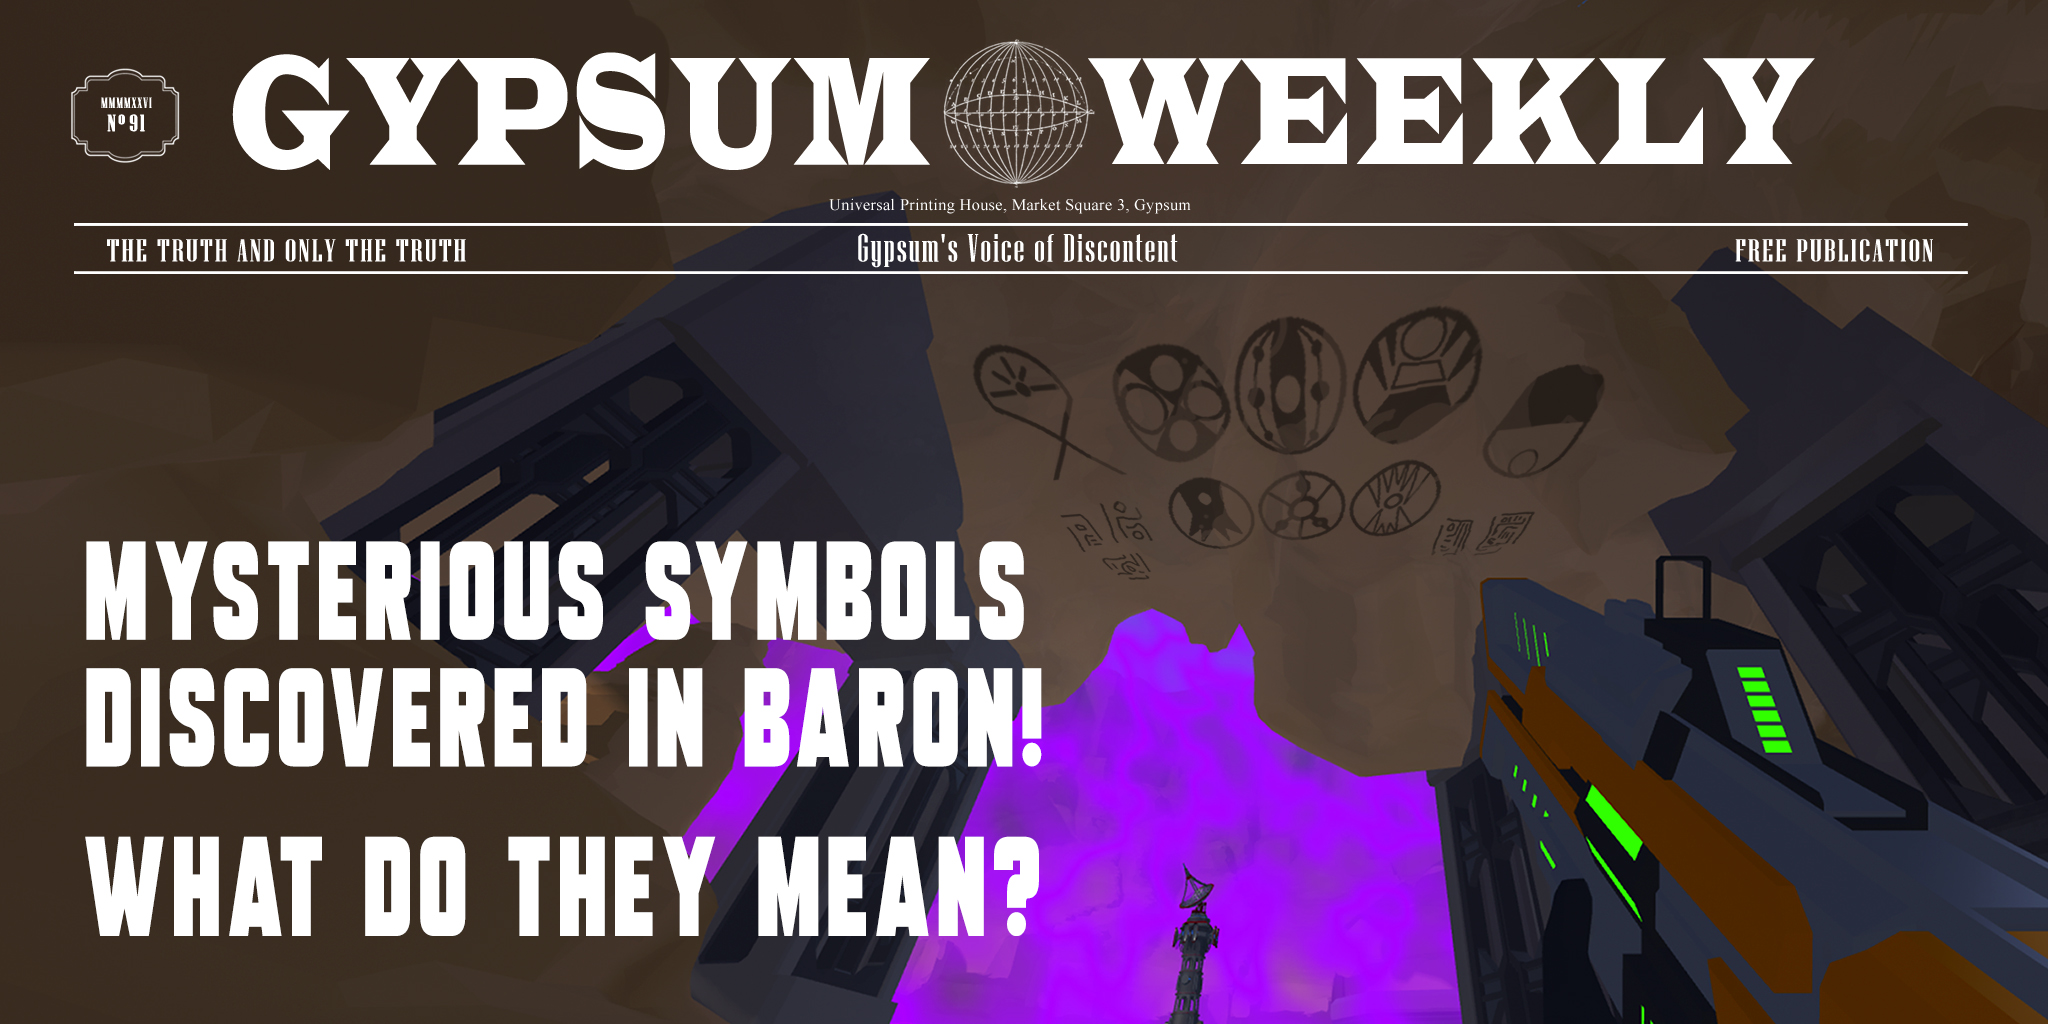 MMMMXXVI
Nº 91
GYPSUM WEEKLY
Universal Printing House, Market Square 3, Gypsum
THE TRUTH AND ONLY THE TRUTH
Gypsum's Voice of Discontent
FREE PUBLICATION
MYSTERIOUS SYMBOLS
DISCOVERED IN BARON!
WHAT DO THEY MEAN?